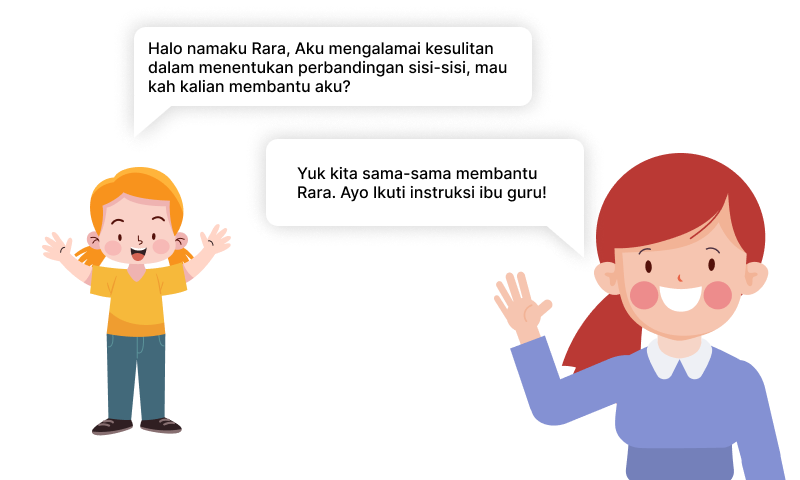 Halo namaku Rara, Aku mengalamai kesulitan
dalam menentukan perbandingan sisi-sisi, mau
kah kalian membantu aku?
Yuk kita sama-sama membantu
Rara. Ayo Ikuti instruksi ibu guru!